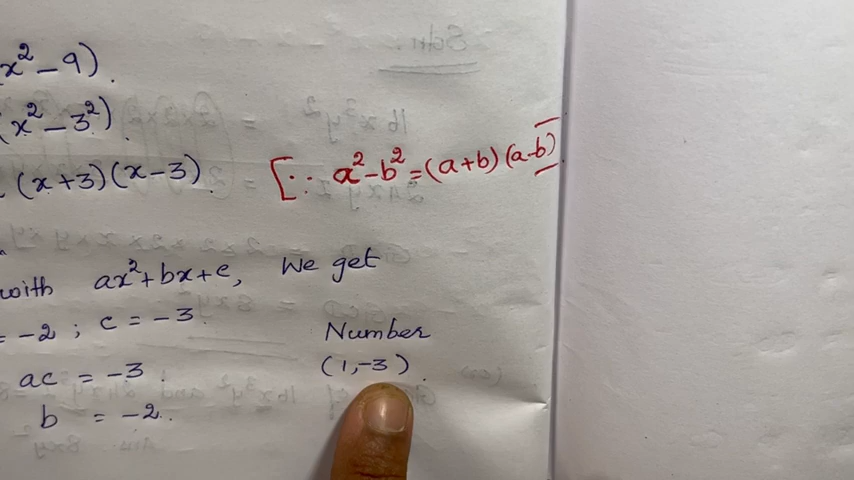 x² - 9).
(x² - 3²).
(x+3)(x-3). [∵ a²-b² = (a+b)(a-b)]
with ax²+bx+c, We get
= -2 ; c = -3.
Number
(1,-3).
ac = -3.
b = -2.